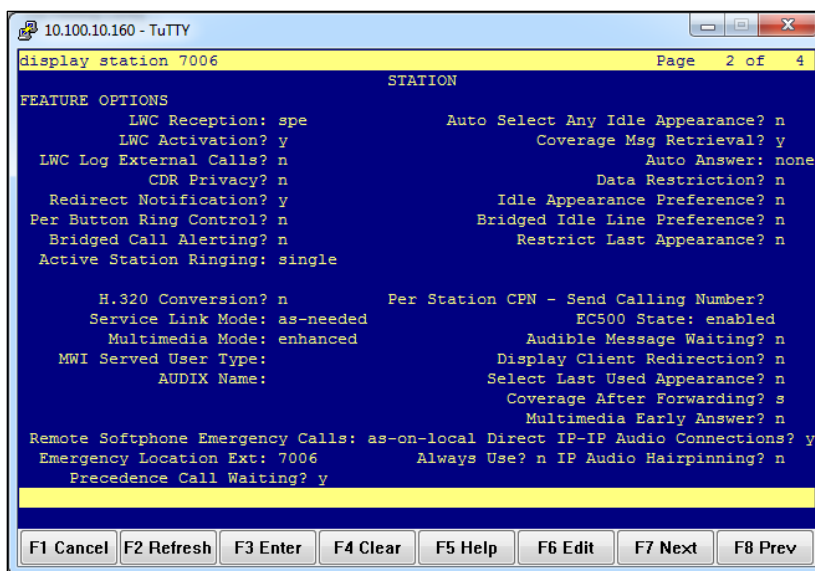 10.100.10.160 - TuTTY
display station 7006 Page 2 of 4
STATION
FEATURE OPTIONS
LWC Reception: spe Auto Select Any Idle Appearance? n
LWC Activation? y Coverage Msg Retrieval? y
LWC Log External Calls? n Auto Answer: none
CDR Privacy? n Data Restriction? n
Redirect Notification? y Idle Appearance Preference? n
Per Button Ring Control? n Bridged Idle Line Preference? n
Bridged Call Alerting? n Restrict Last Appearance? n
Active Station Ringing: single
H.320 Conversion? n Per Station CPN - Send Calling Number?
Service Link Mode: as-needed EC500 State: enabled
Multimedia Mode: enhanced Audible Message Waiting? n
MWI Served User Type: Display Client Redirection? n
AUDIX Name: Select Last Used Appearance? n
Coverage After Forwarding? s
Multimedia Early Answer? n
Remote Softphone Emergency Calls: as-on-local Direct IP-IP Audio Connections? y
Emergency Location Ext: 7006 Always Use? n IP Audio Hairpinning? n
Precedence Call Waiting? y
F1 Cancel F2 Refresh F3 Enter F4 Clear F5 Help F6 Edit F7 Next F8 Prev